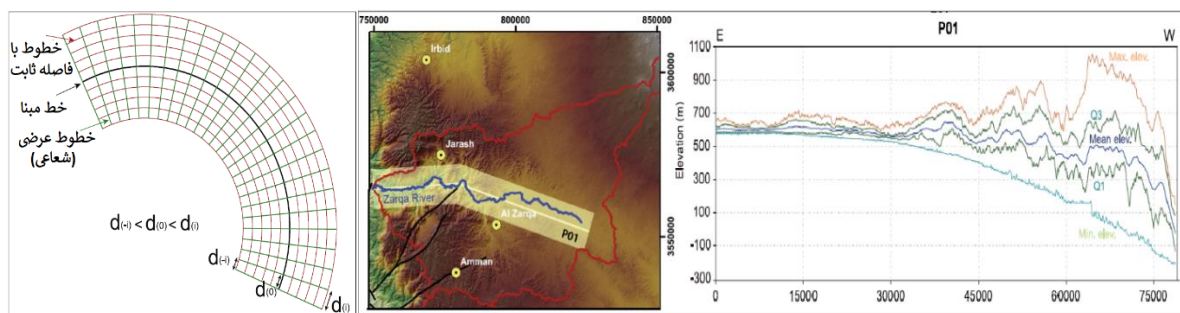 خطوط با
فاصله ثابت
خط مبنا
خطوط عرضی
(شعاعی)
d(-i) < d(0) < d(i)
d(-i)
d(0)
d(i)
750000
800000
850000
3600000
3550000
Irbid
Jarash
Zarqa River
Al Zarqa
P01
Amman
P01
E
W
Elevation (m)
1100
900
700
500
300
100
-100
-300
0
15000
30000
45000
60000
75000
Max. elev.
Q3
Mean elev.
Q1
Min. elev.